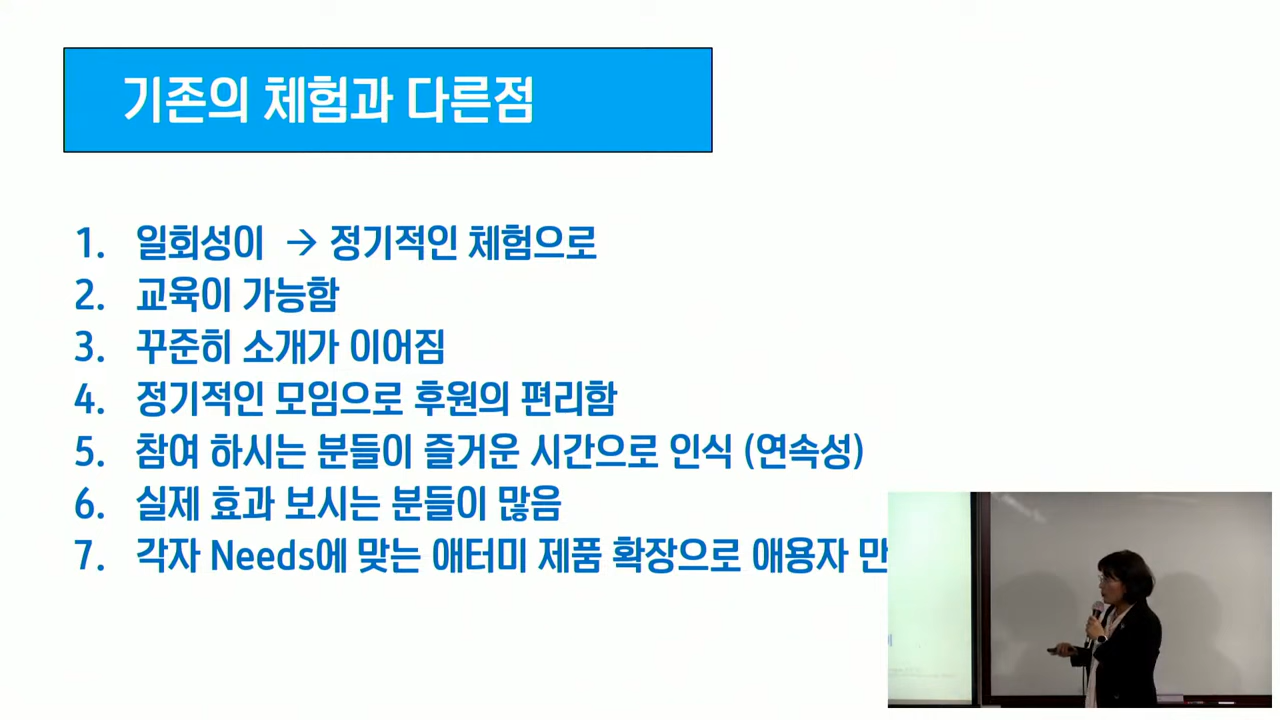 기존의 체험과 다른점
1. 일회성이 → 정기적인 체험으로
2. 교육이 가능함
3. 꾸준히 소개가 이어짐
4. 정기적인 모임으로 후원의 편리함
5. 참여 하시는 분들이 즐거운 시간으로 인식 (연속성)
6. 실제 효과 보시는 분들이 많음
7. 각자 Needs에 맞는 애터미 제품 확장으로 애용자 만